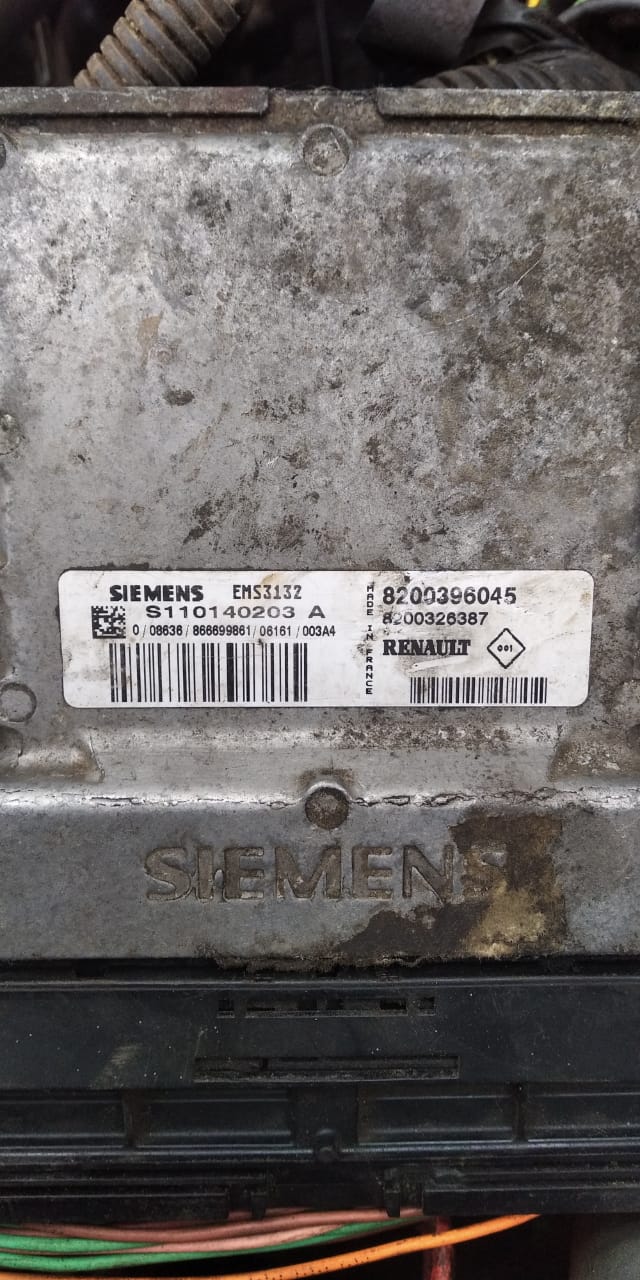 SIEMENS EMS3132
S110140203 A
0 / 08636 / 866699861 / 06161 / 003A4
MADE IN FRANCE
8200396045
8200326387
RENAULT 001
SIEMENS